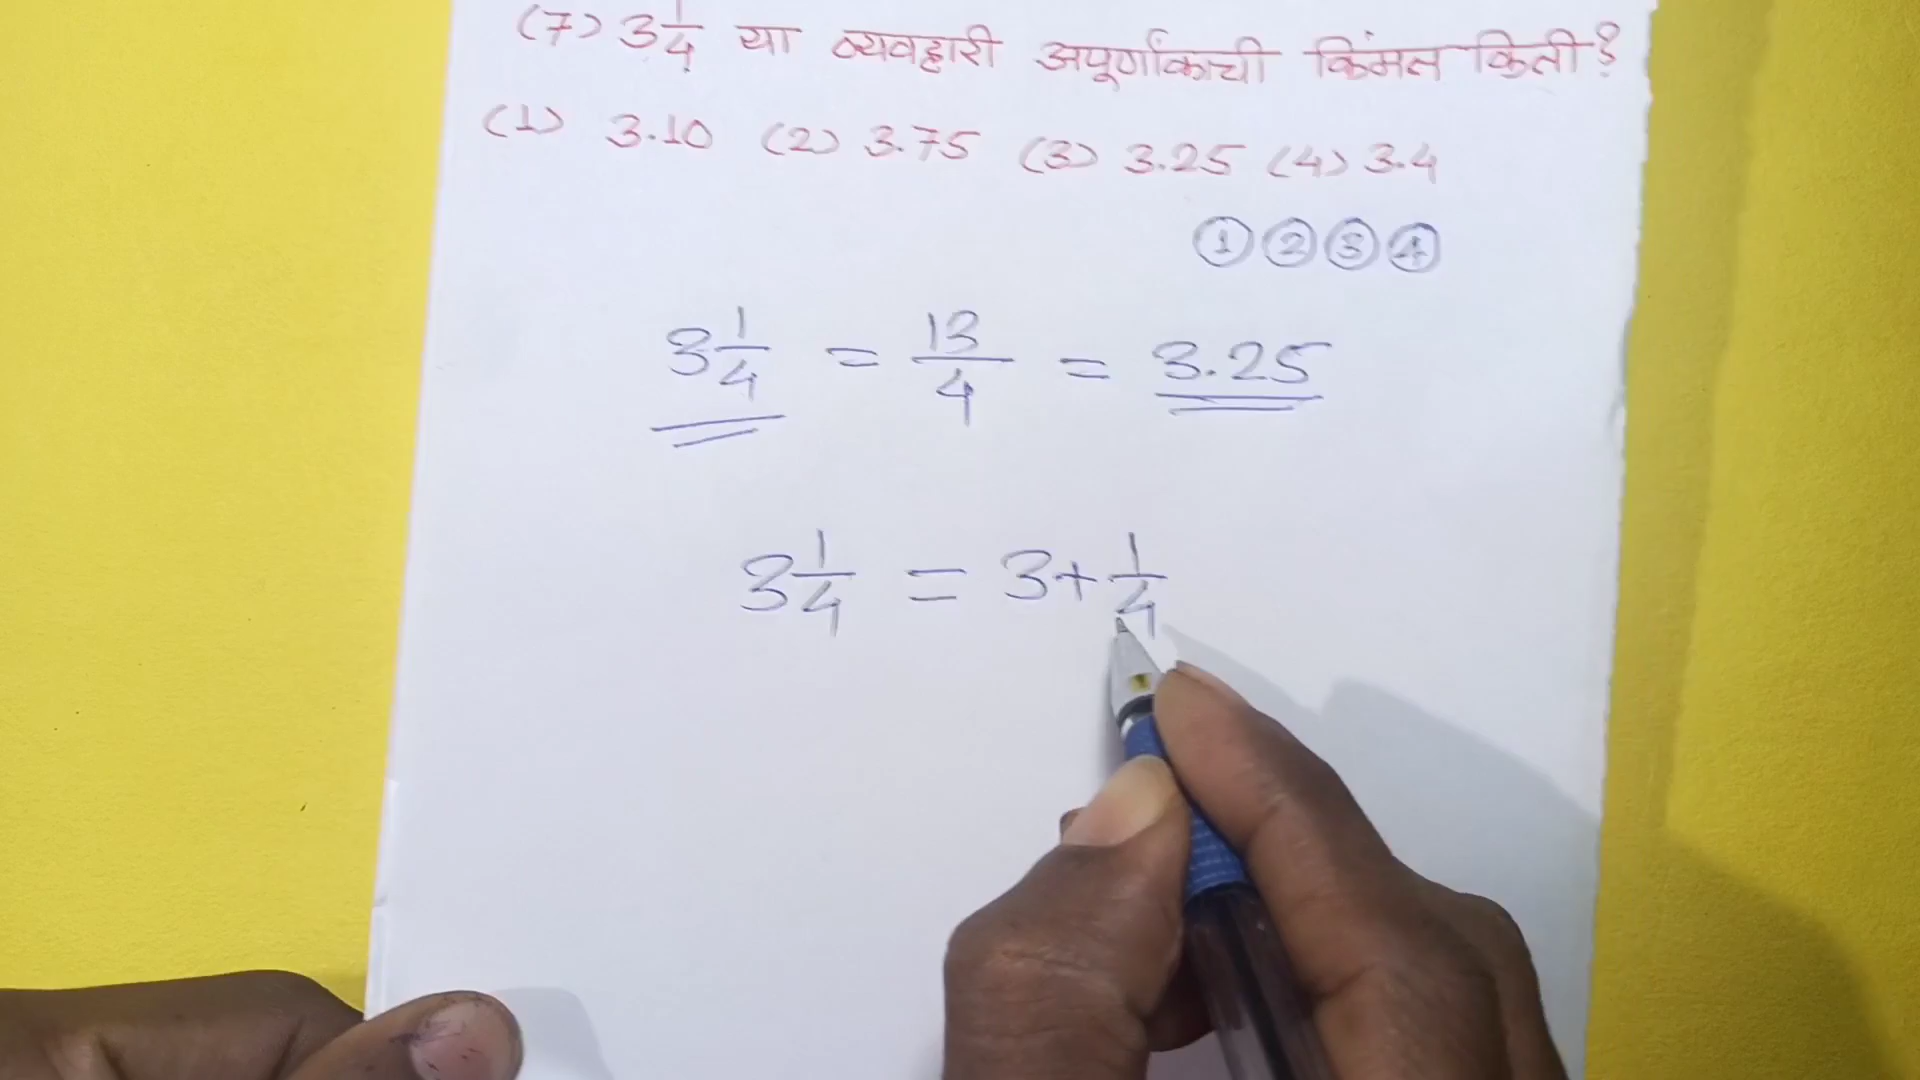 (7) 3 1/4 या व्यवहारी अपूर्णांकाची किंमत किती?
(1) 3.10 (2) 3.75 (3) 3.25 (4) 3.4
① ② ③ ④
3 1/4 = 13/4 = 3.25
3 1/4 = 3 + 1/4